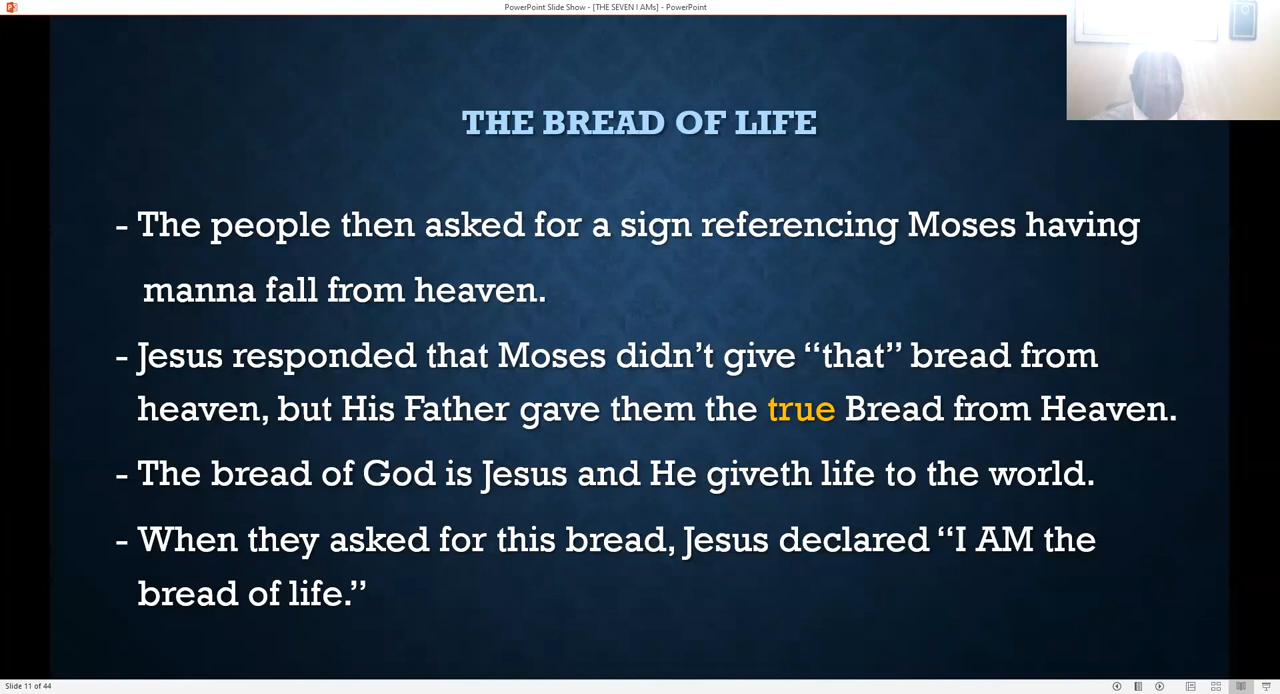 PowerPoint Slide Show - [THE SEVEN I AMs] - PowerPoint
THE BREAD OF LIFE
- The people then asked for a sign referencing Moses having
manna fall from heaven.
- Jesus responded that Moses didn’t give “that” bread from
heaven, but His Father gave them the true Bread from Heaven.
- The bread of God is Jesus and He giveth life to the world.
- When they asked for this bread, Jesus declared “I AM the
bread of life.”
Slide 11 of 44